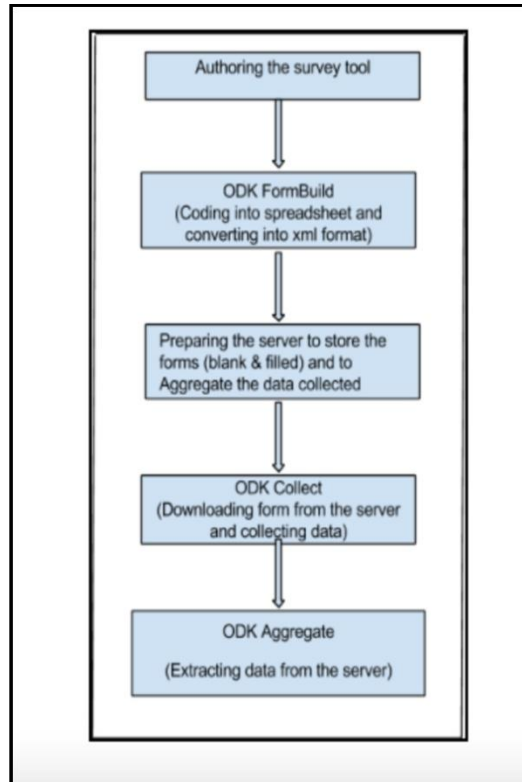 Authoring the survey tool
ODK FormBuild
(Coding into spreadsheet and
converting into xml format)
Preparing the server to store the
forms (blank & filled) and to
Aggregate the data collected
ODK Collect
(Downloading form from the server
and collecting data)
ODK Aggregate
(Extracting data from the server)